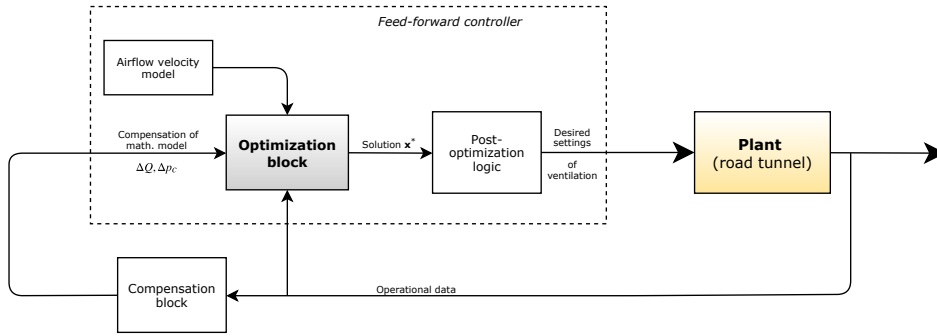 Feed-forward controller
Airflow velocity
model
Compensation of
math. model
ΔQ, Δp_C
Optimization
block
Solution x*
Post-
optimization
logic
Desired
settings
of
ventilation
Plant
(road tunnel)
Compensation
block
Operational data